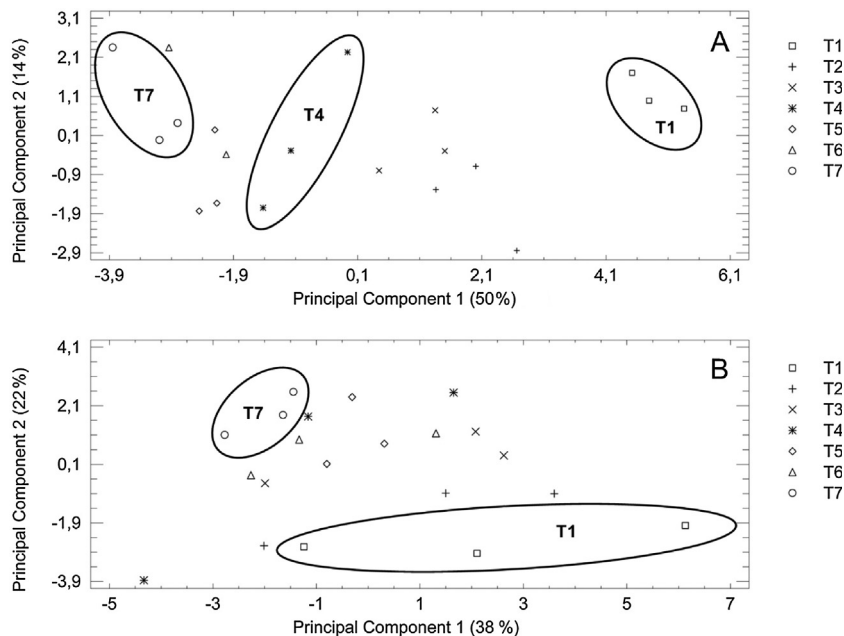 Principal Component 2 (14%)
3,1
2,1
1,1
0,1
-0,9
-1,9
-2,9
A
T7
T4
T1
T1
T2
T3
T4
T5
T6
T7
-3,9 -1,9 0,1 2,1 4,1 6,1
Principal Component 1 (50%)
Principal Component 2 (22%)
4,1
2,1
0,1
-1,9
-3,9
B
T7
T1
T1
T2
T3
T4
T5
T6
T7
-5 -3 -1 1 3 5 7
Principal Component 1 (38 %)